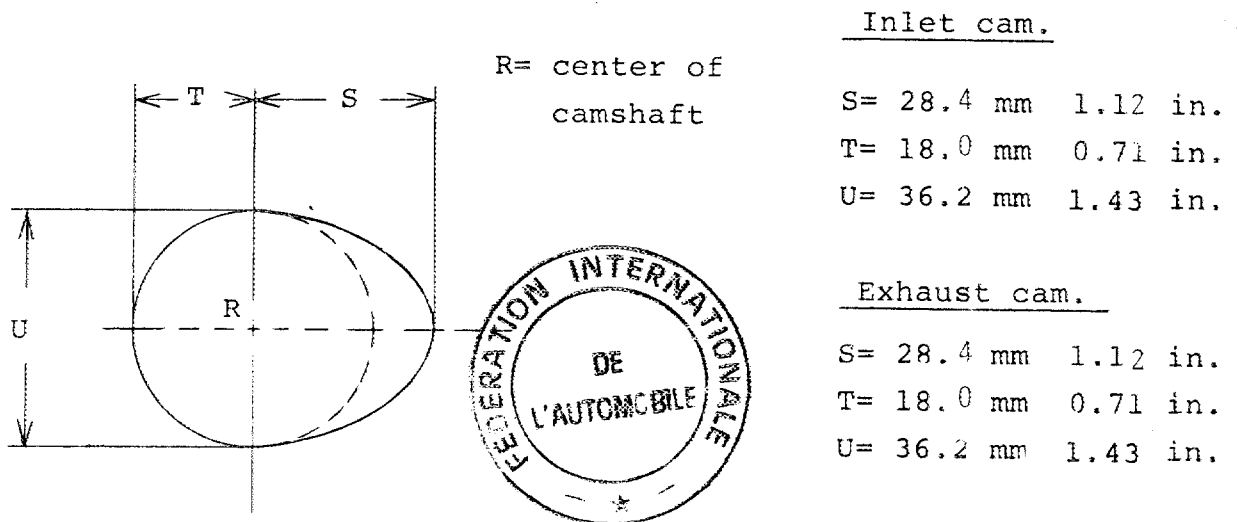 R= center of
camshaft
T
S
U
R
Inlet cam.
S= 28.4 mm 1.12 in.
T= 18.0 mm 0.71 in.
U= 36.2 mm 1.43 in.
Exhaust cam.
S= 28.4 mm 1.12 in.
T= 18.0 mm 0.71 in.
U= 36.2 mm 1.43 in.
FEDERATION INTERNATIONALE
DE
L'AUTOMOBILE